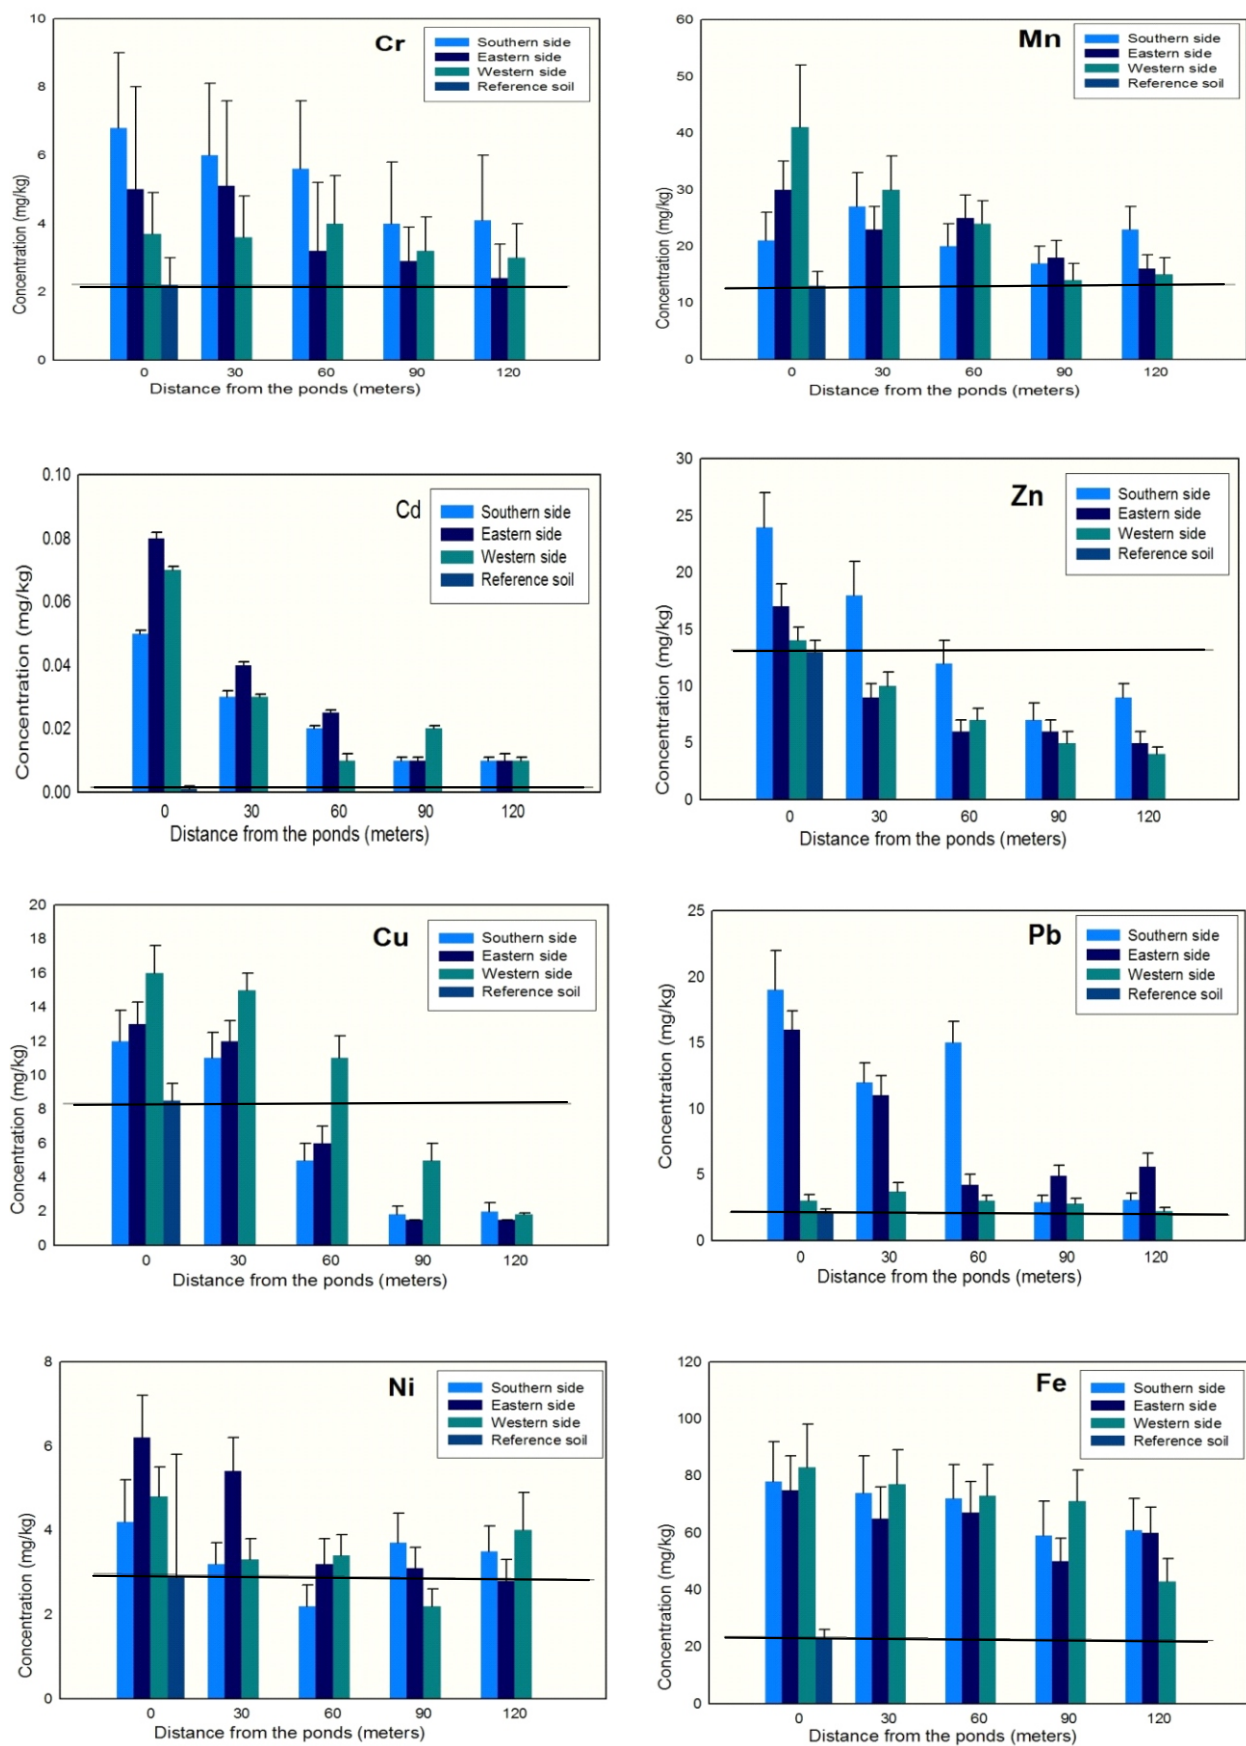 Cr
Southern side
Eastern side
Western side
Reference soil
Concentration (mg/kg)
10
8
6
4
2
0
0 30 60 90 120
Distance from the ponds (meters)
Mn
Southern side
Eastern side
Western side
Reference soil
Concentration (mg/kg)
60
50
40
30
20
10
0
0 30 60 90 120
Distance from the ponds (meters)
Cd
Southern side
Eastern side
Western side
Reference soil
Concentration (mg/kg)
0.10
0.08
0.06
0.04
0.02
0.00
0 30 60 90 120
Distance from the ponds (meters)
Zn
Southern side
Eastern side
Western side
Reference soil
Concentration (mg/kg)
30
25
20
15
10
5
0
0 30 60 90 120
Distance from the ponds (meters)
Cu
Southern side
Eastern side
Western side
Reference soil
Concentration (mg/kg)
20
18
16
14
12
10
8
6
4
2
0
0 30 60 90 120
Distance from the ponds (meters)
Pb
Southern side
Eastern side
Western side
Reference soil
Concentration (mg/kg)
25
20
15
10
5
0
0 30 60 90 120
Distance from the ponds (meters)
Ni
Southern side
Eastern side
Western side
Reference soil
Concentration (mg/kg)
8
6
4
2
0
0 30 60 90 120
Distance from the ponds (meters)
Fe
Southern side
Eastern side
Western side
Reference soil
Concentration (mg/kg)
120
100
80
60
40
20
0
0 30 60 90 120
Distance from the ponds (meters)